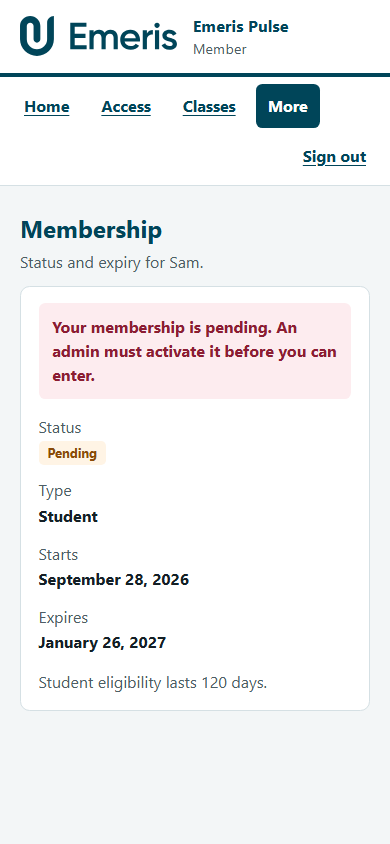 Emeris
Emeris Pulse
Member
Home
Access
Classes
More
Sign out
Membership
Status and expiry for Sam.
Your membership is pending. An
admin must activate it before you can
enter.
Status
Pending
Type
Student
Starts
September 28, 2026
Expires
January 26, 2027
Student eligibility lasts 120 days.